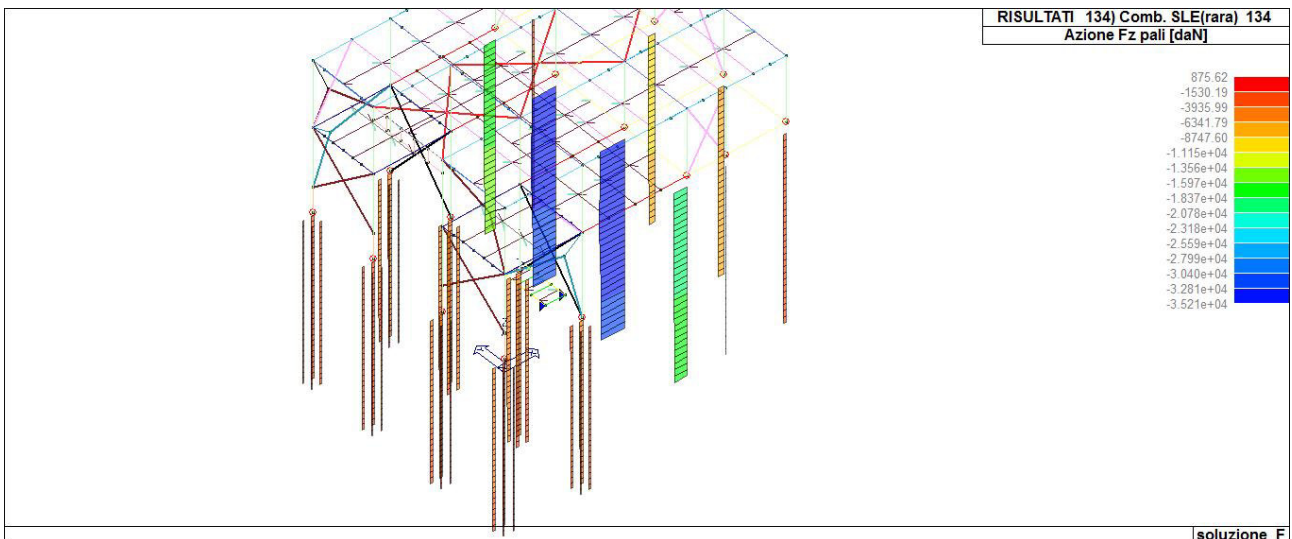 RISULTATI 134) Comb. SLE(rara) 134
Azione Fz pali [daN]
875.62
-1530.19
-3935.99
-6341.79
-8747.60
-1.115e+04
-1.356e+04
-1.597e+04
-1.837e+04
-2.078e+04
-2.318e+04
-2.559e+04
-2.799e+04
-3.040e+04
-3.281e+04
-3.521e+04
soluzione_F